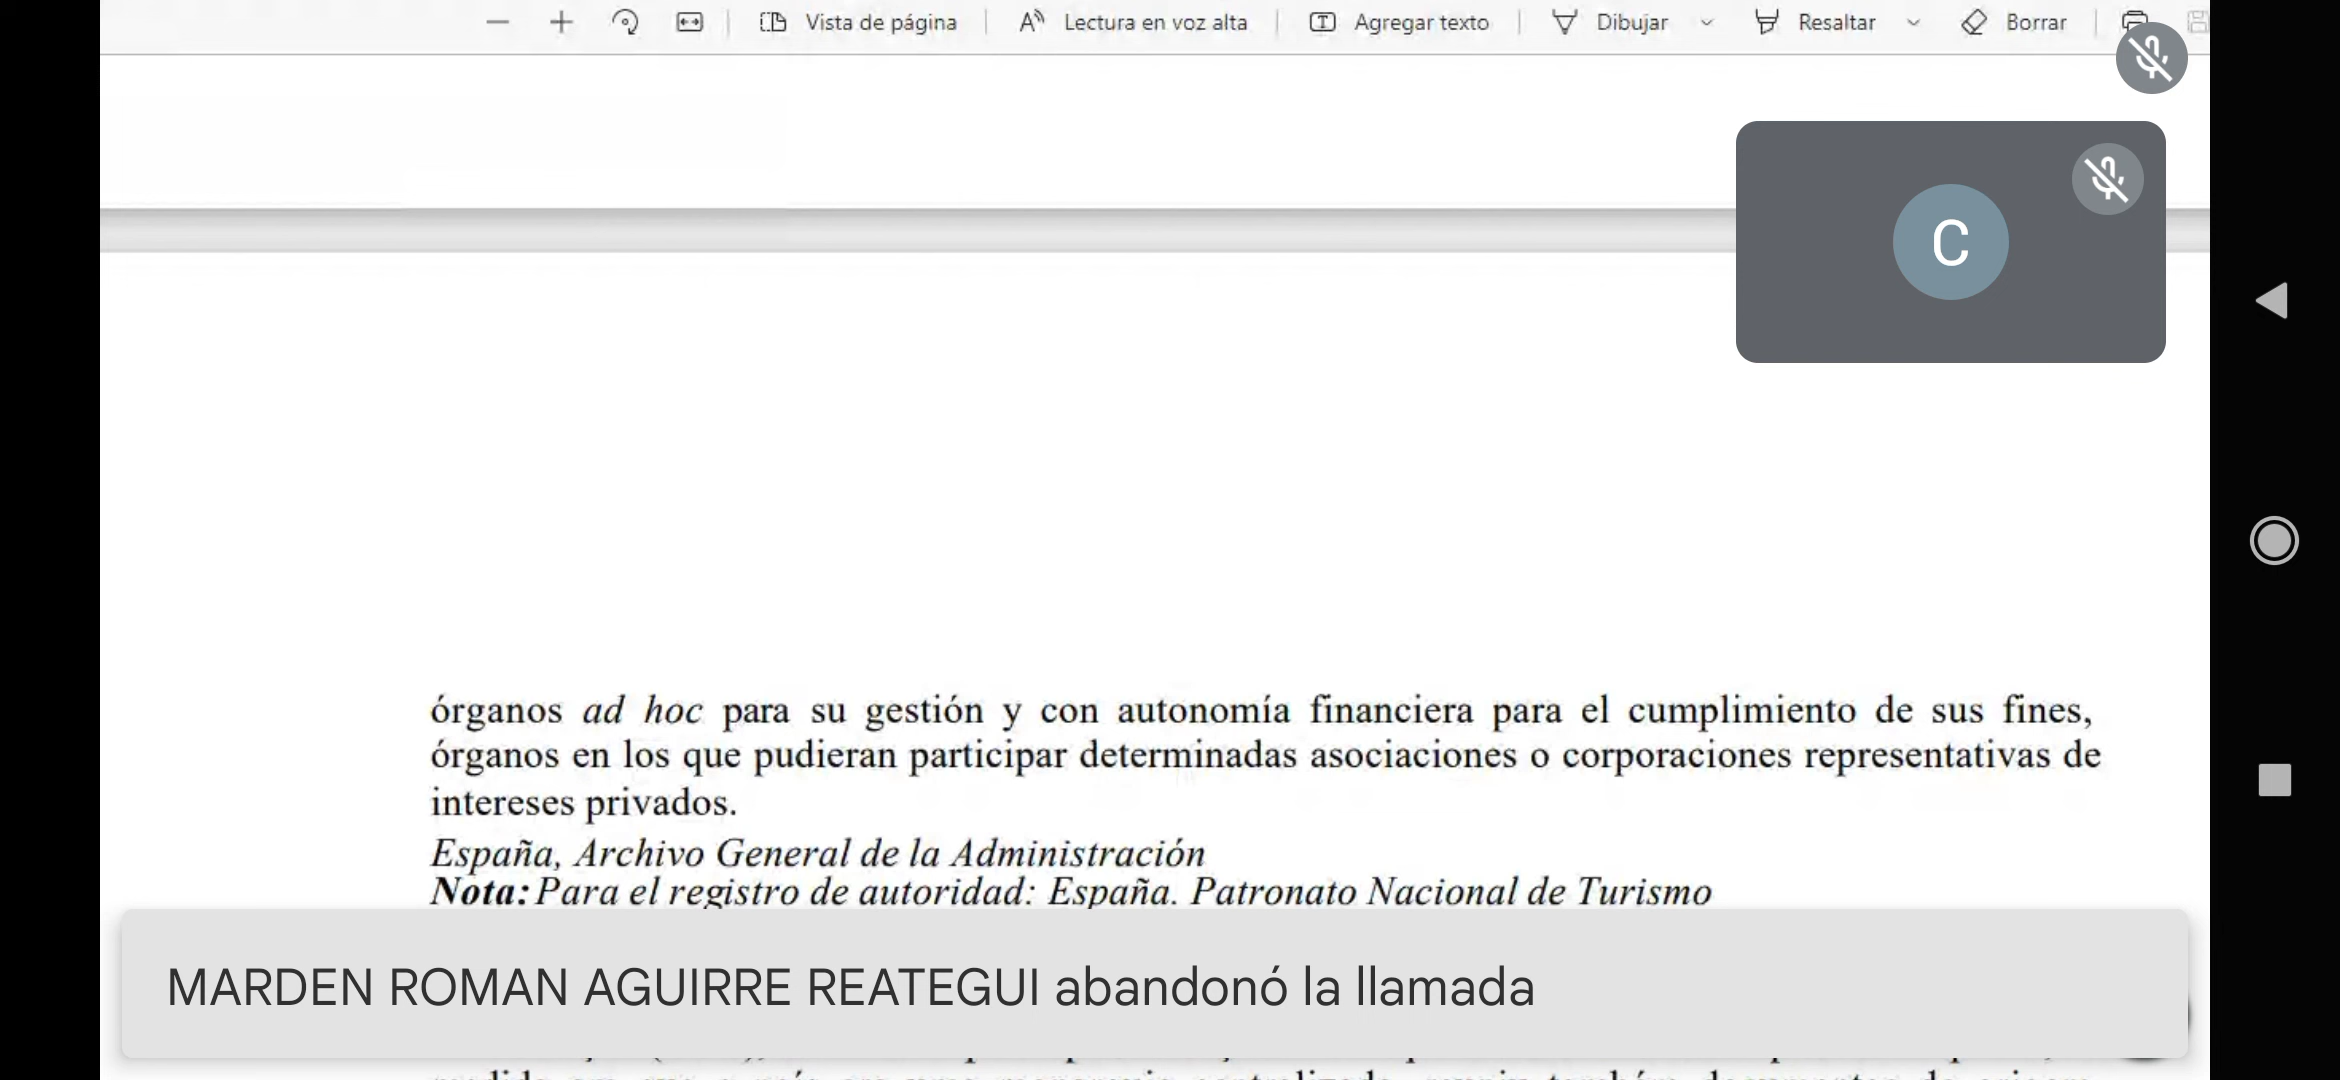 Vista de página
Lectura en voz alta
Agregar texto
Dibujar
Resaltar
Borrar
C
órganos ad hoc para su gestión y con autonomía financiera para el cumplimiento de sus fines,
órganos en los que pudieran participar determinadas asociaciones o corporaciones representativas de
intereses privados.
España, Archivo General de la Administración
Nota: Para el registro de autoridad: España. Patronato Nacional de Turismo
MARDEN ROMAN AGUIRRE REATEGUI abandonó la llamada